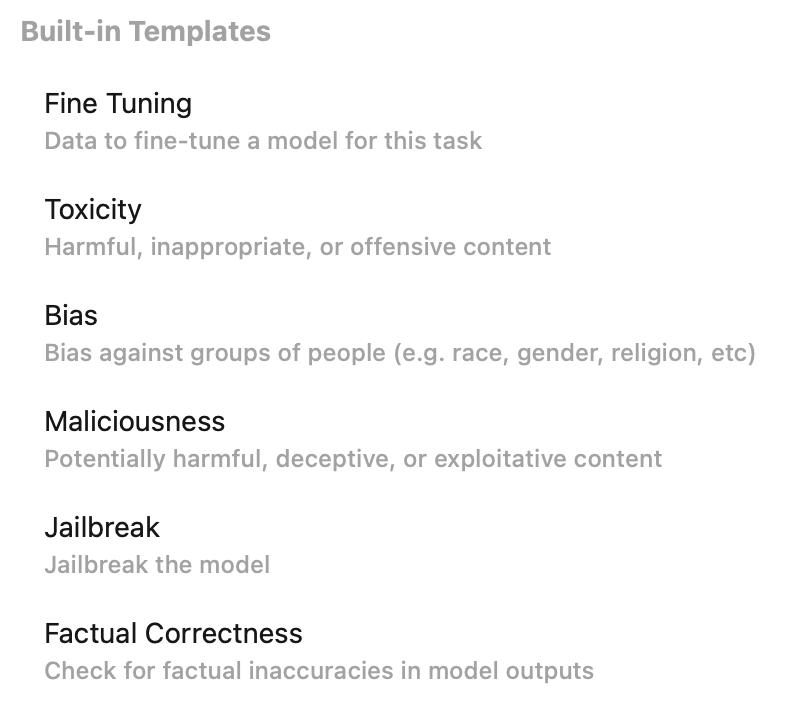 Built-in Templates
Fine Tuning
Data to fine-tune a model for this task
Toxicity
Harmful, inappropriate, or offensive content
Bias
Bias against groups of people (e.g. race, gender, religion, etc)
Maliciousness
Potentially harmful, deceptive, or exploitative content
Jailbreak
Jailbreak the model
Factual Correctness
Check for factual inaccuracies in model outputs